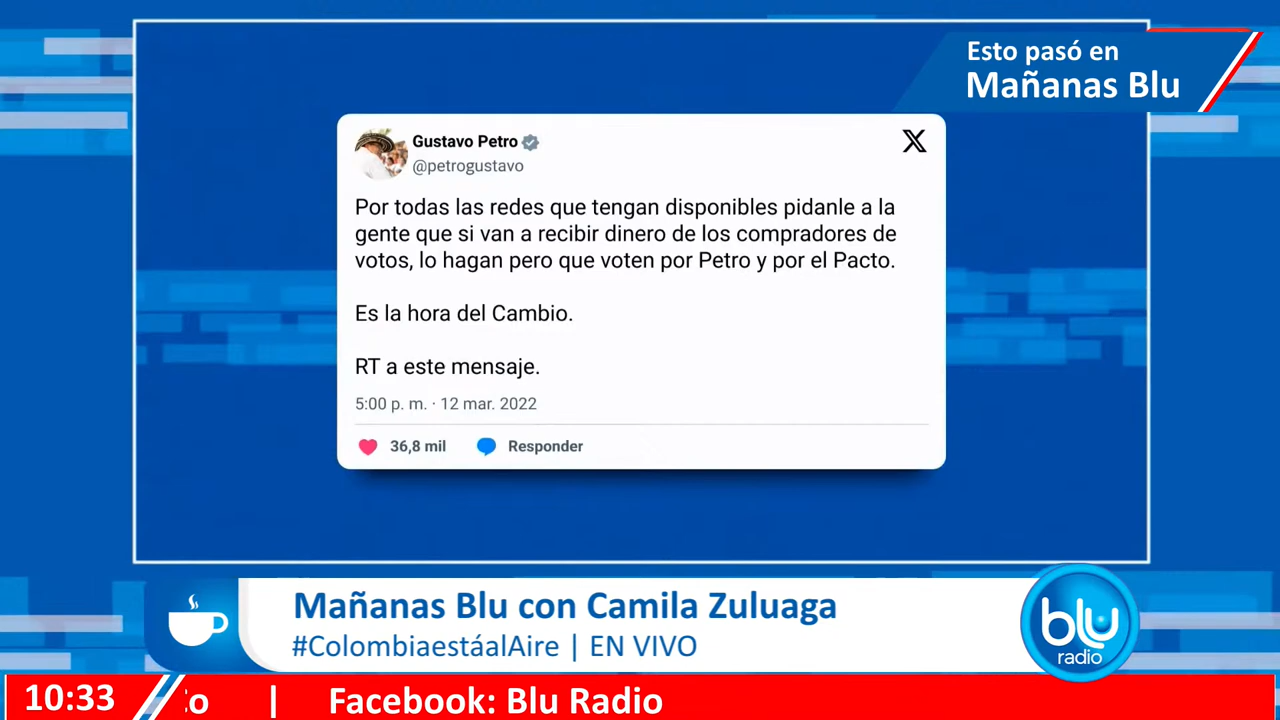 Esto pasó en
Mañanas Blu
Gustavo Petro
@petrogustavo
Por todas las redes que tengan disponibles pidanle a la
gente que si van a recibir dinero de los compradores de
votos, lo hagan pero que voten por Petro y por el Pacto.
Es la hora del Cambio.
RT a este mensaje.
5:00 p. m. · 12 mar. 2022
36,8 mil Responder
Mañanas Blu con Camila Zuluaga
#ColombiaestáalAire | EN VIVO
blu
radio
10:33 | Facebook: Blu Radio